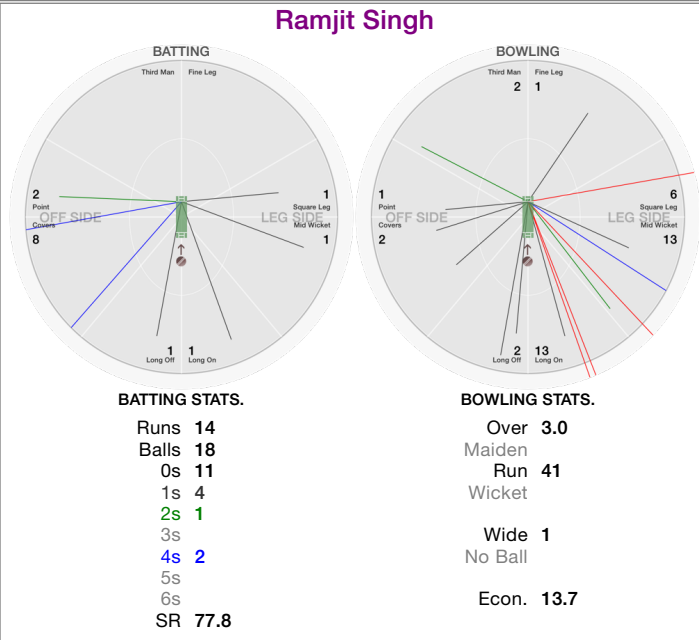 Ramjit Singh
BATTING
Third Man Fine Leg
2
Point
OFF SIDE
Covers
8
1
Square Leg
LEG SIDE
Mid Wicket
1
1 1
Long Off Long On
BATTING STATS.
Runs 14
Balls 18
0s 11
1s 4
2s 1
3s
4s 2
5s
6s
SR 77.8
BOWLING
Third Man Fine Leg
2 1
1
Point
OFF SIDE
Covers
2
6
Square Leg
LEG SIDE
Mid Wicket
13
2 13
Long Off Long On
BOWLING STATS.
Over 3.0
Maiden
Run 41
Wicket
Wide 1
No Ball
Econ. 13.7